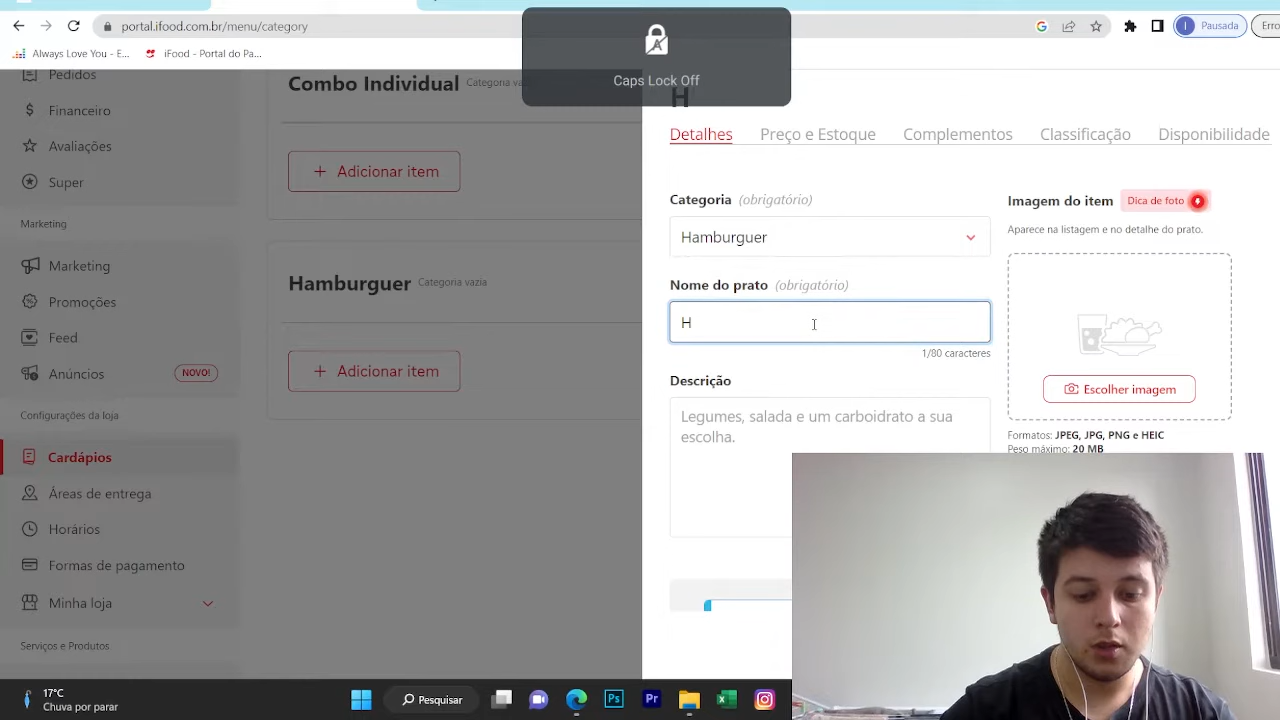 portal.ifood.com.br/menu/category
Pausada
Erro
Always Love You - E...
iFood - Portal do Pa...
Caps Lock Off
Pedidos
Financeiro
Avaliações
Super
Marketing
Marketing
Promoções
Feed
Anúncios
NOVO!
Configurações da loja
Cardápios
Áreas de entrega
Horários
Formas de pagamento
Minha loja
Serviços e Produtos
Combo Individual Categoria vazia
+ Adicionar item
Hamburguer Categoria vazia
+ Adicionar item
H
Detalhes Preço e Estoque Complementos Classificação Disponibilidade
Categoria (obrigatório)
Hamburguer
Nome do prato (obrigatório)
H
1/80 caracteres
Descrição
Legumes, salada e um carboidrato a sua
escolha.
Imagem do item Dica de foto
Aparece na listagem e no detalhe do prato.
Escolher imagem
Formatos: JPEG, JPG, PNG e HEIC
Peso máximo: 20 MB
17°C
Chuva por parar
Pesquisar
Ps
Pr